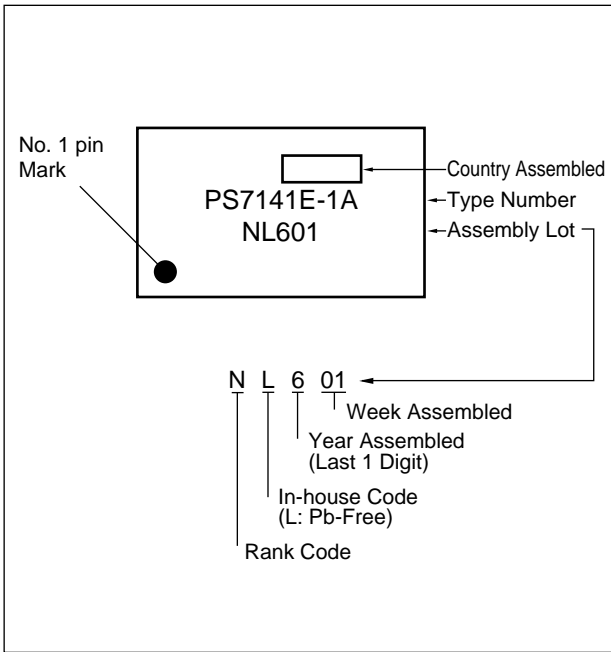 No. 1 pin
Mark
Country Assembled
PS7141E-1A
Type Number
NL601
Assembly Lot
N L 6 01
Week Assembled
Year Assembled
(Last 1 Digit)
In-house Code
(L: Pb-Free)
Rank Code